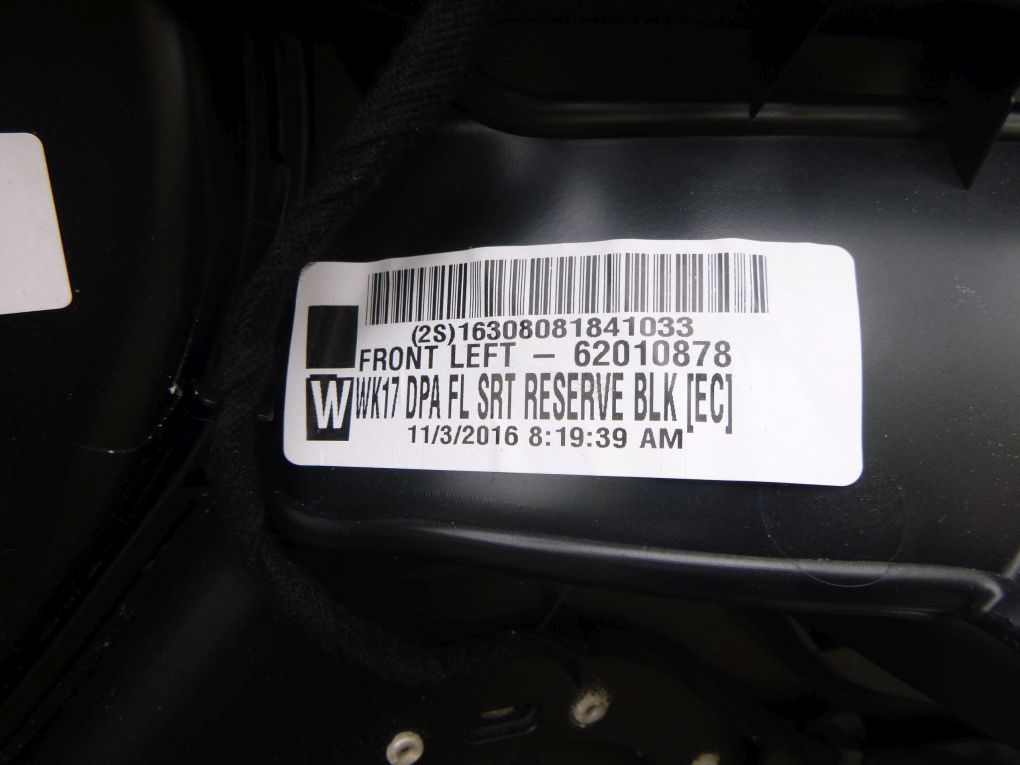 (2S)16308081841033
FRONT LEFT - 62010878
W WK17 DPA FL SRT RESERVE BLK [EC]
11/3/2016 8:19:39 AM